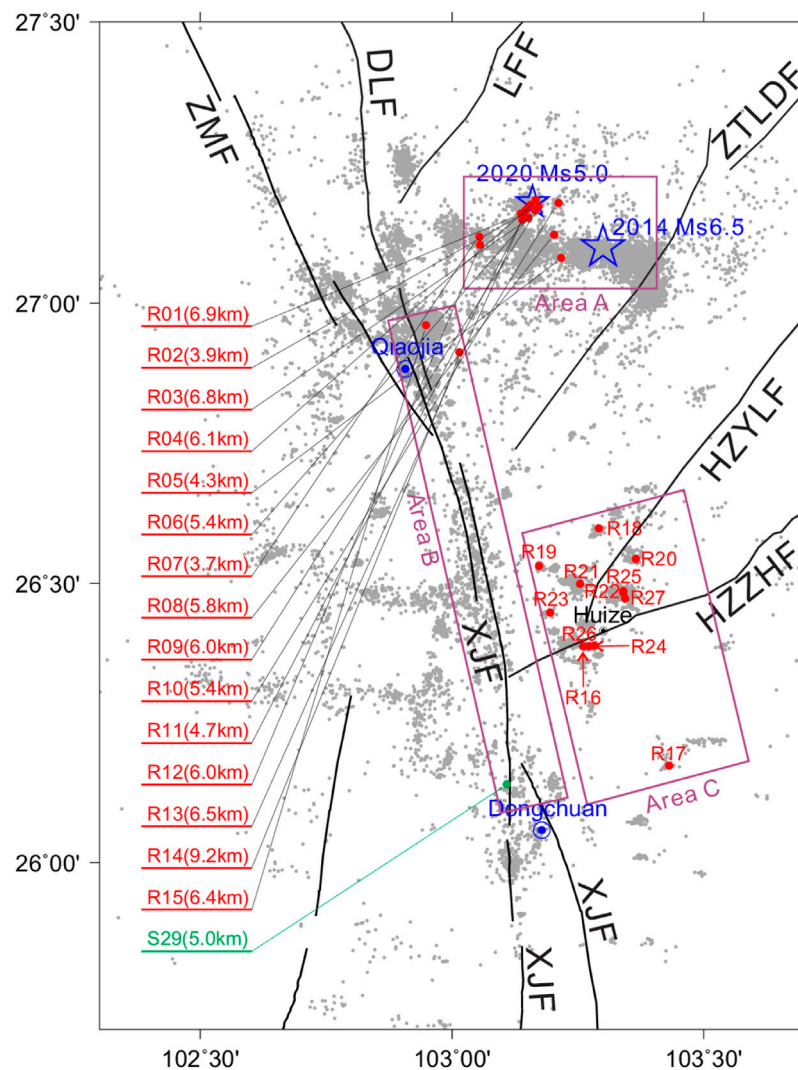 27°30'
DLF
LFF
ZMF
ZTLDF
2020 Ms5.0
2014 Ms6.5
27°00'
Area A
R01(6.9km)
Qiaojia
R02(3.9km)
R03(6.8km)
R04(6.1km)
R05(4.3km)
HZYLF
R06(5.4km)
Area B
R18
R07(3.7km)
R19
R20
26°30'
R21
R25
R22
R27
R08(5.8km)
R23
Huize
HZZHF
R09(6.0km)
XJF
R26
R24
R10(5.4km)
R16
R11(4.7km)
R17
R12(6.0km)
Area C
R13(6.5km)
Dongchuan
26°00'
R14(9.2km)
R15(6.4km)
XJF
S29(5.0km)
XJF
102°30'
103°00'
103°30'